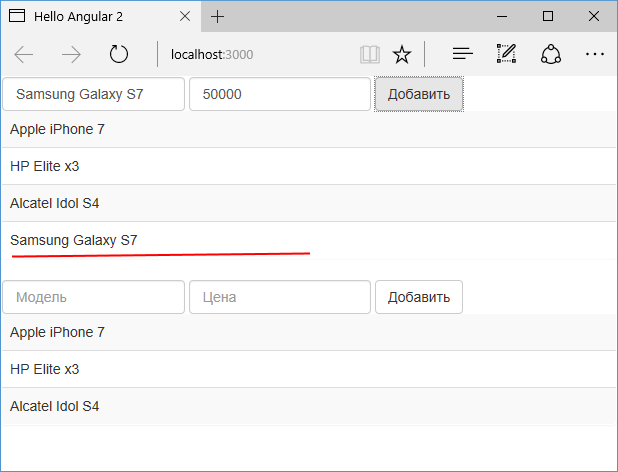 Hello Angular 2
localhost:3000
Samsung Galaxy S7 50000 Добавить
Apple iPhone 7
HP Elite x3
Alcatel Idol S4
Samsung Galaxy S7
Модель Цена Добавить
Apple iPhone 7
HP Elite x3
Alcatel Idol S4